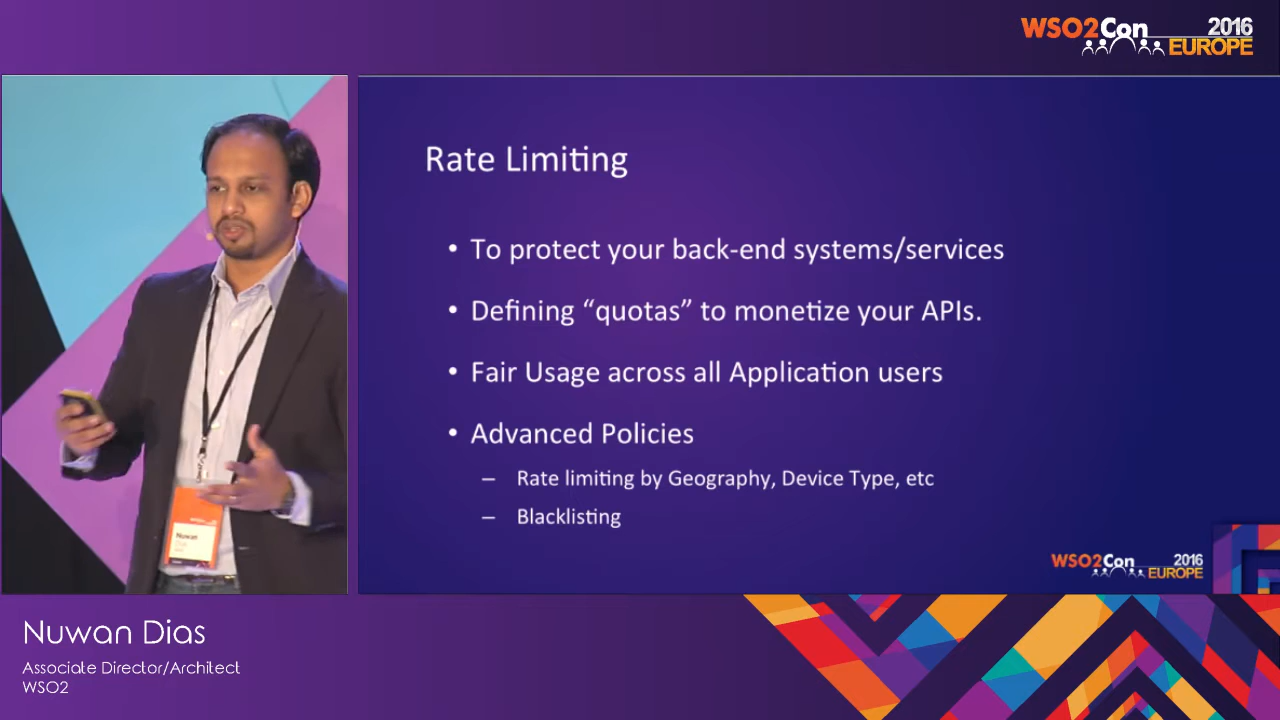 WSO2Con 2016
EUROPE
Rate Limiting
• To protect your back-end systems/services
• Defining “quotas” to monetize your APIs.
• Fair Usage across all Application users
• Advanced Policies
– Rate limiting by Geography, Device Type, etc
– Blacklisting
WSO2Con 2016
EUROPE
Nuwan
Nuwan Dias
Associate Director/Architect
WSO2